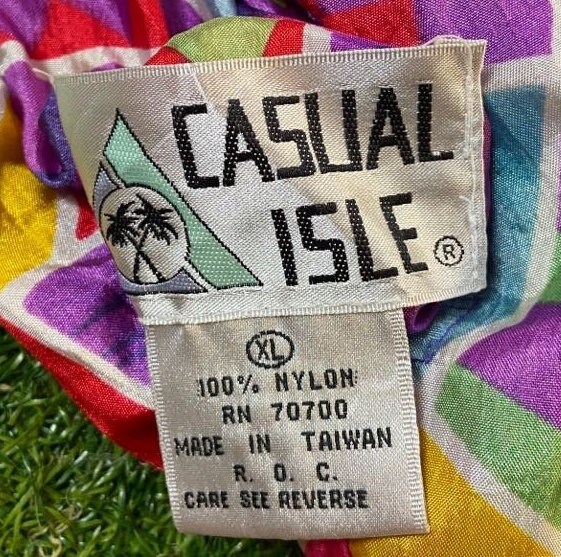 CASUAL
ISLE®
XL
100% NYLON
RN 70700
MADE IN TAIWAN
R. O. C.
CARE SEE REVERSE